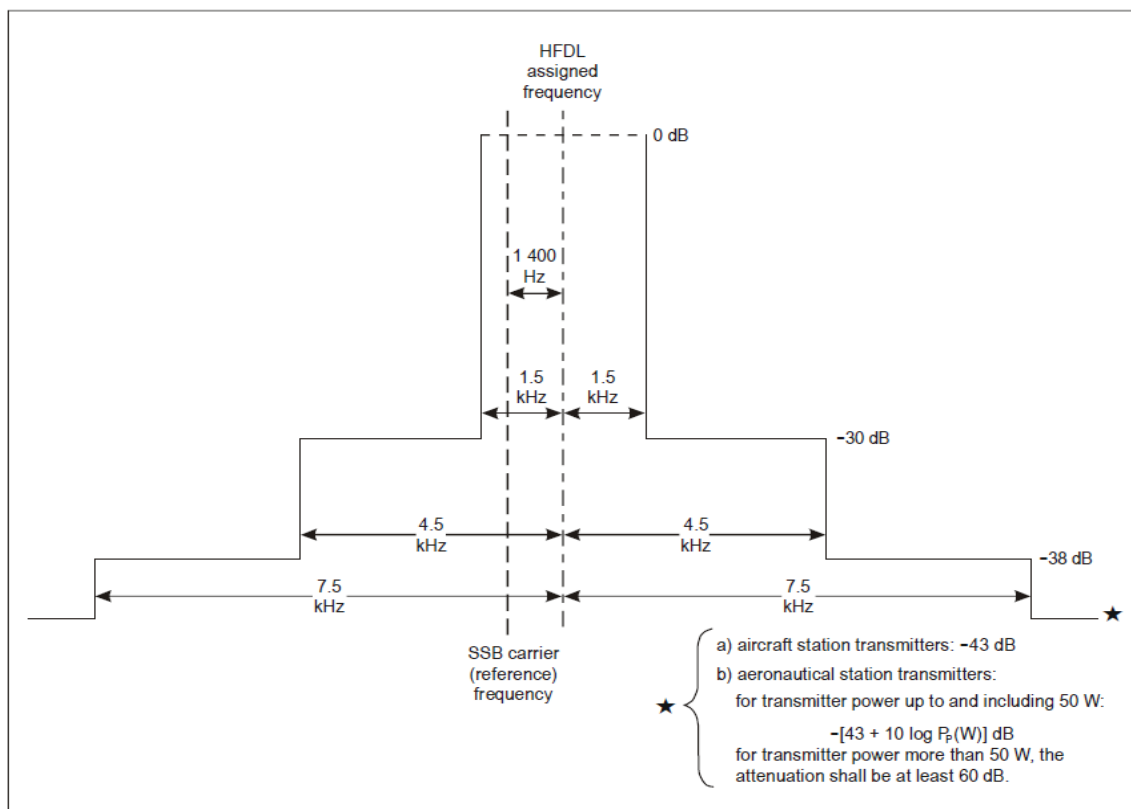 HFDL
assigned
frequency
0 dB
1 400
Hz
1.5
kHz
1.5
kHz
−30 dB
4.5
kHz
4.5
kHz
−38 dB
7.5
kHz
7.5
kHz
★
SSB carrier
(reference)
frequency
★
a) aircraft station transmitters: −43 dB
b) aeronautical station transmitters:
for transmitter power up to and including 50 W:
−[43 + 10 log Pₚ(W)] dB
for transmitter power more than 50 W, the
attenuation shall be at least 60 dB.